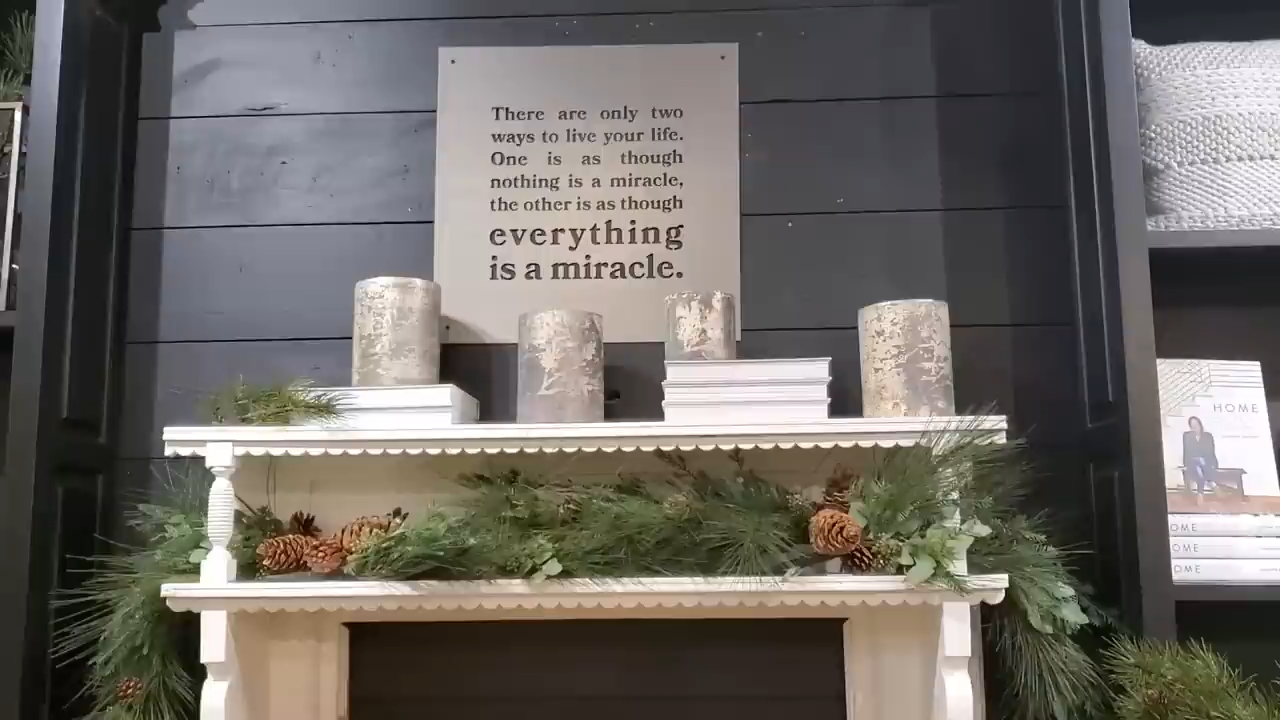 There are only two
ways to live your life.
One is as though
nothing is a miracle,
the other is as though
everything
is a miracle.
HOME
OME
OME
OME